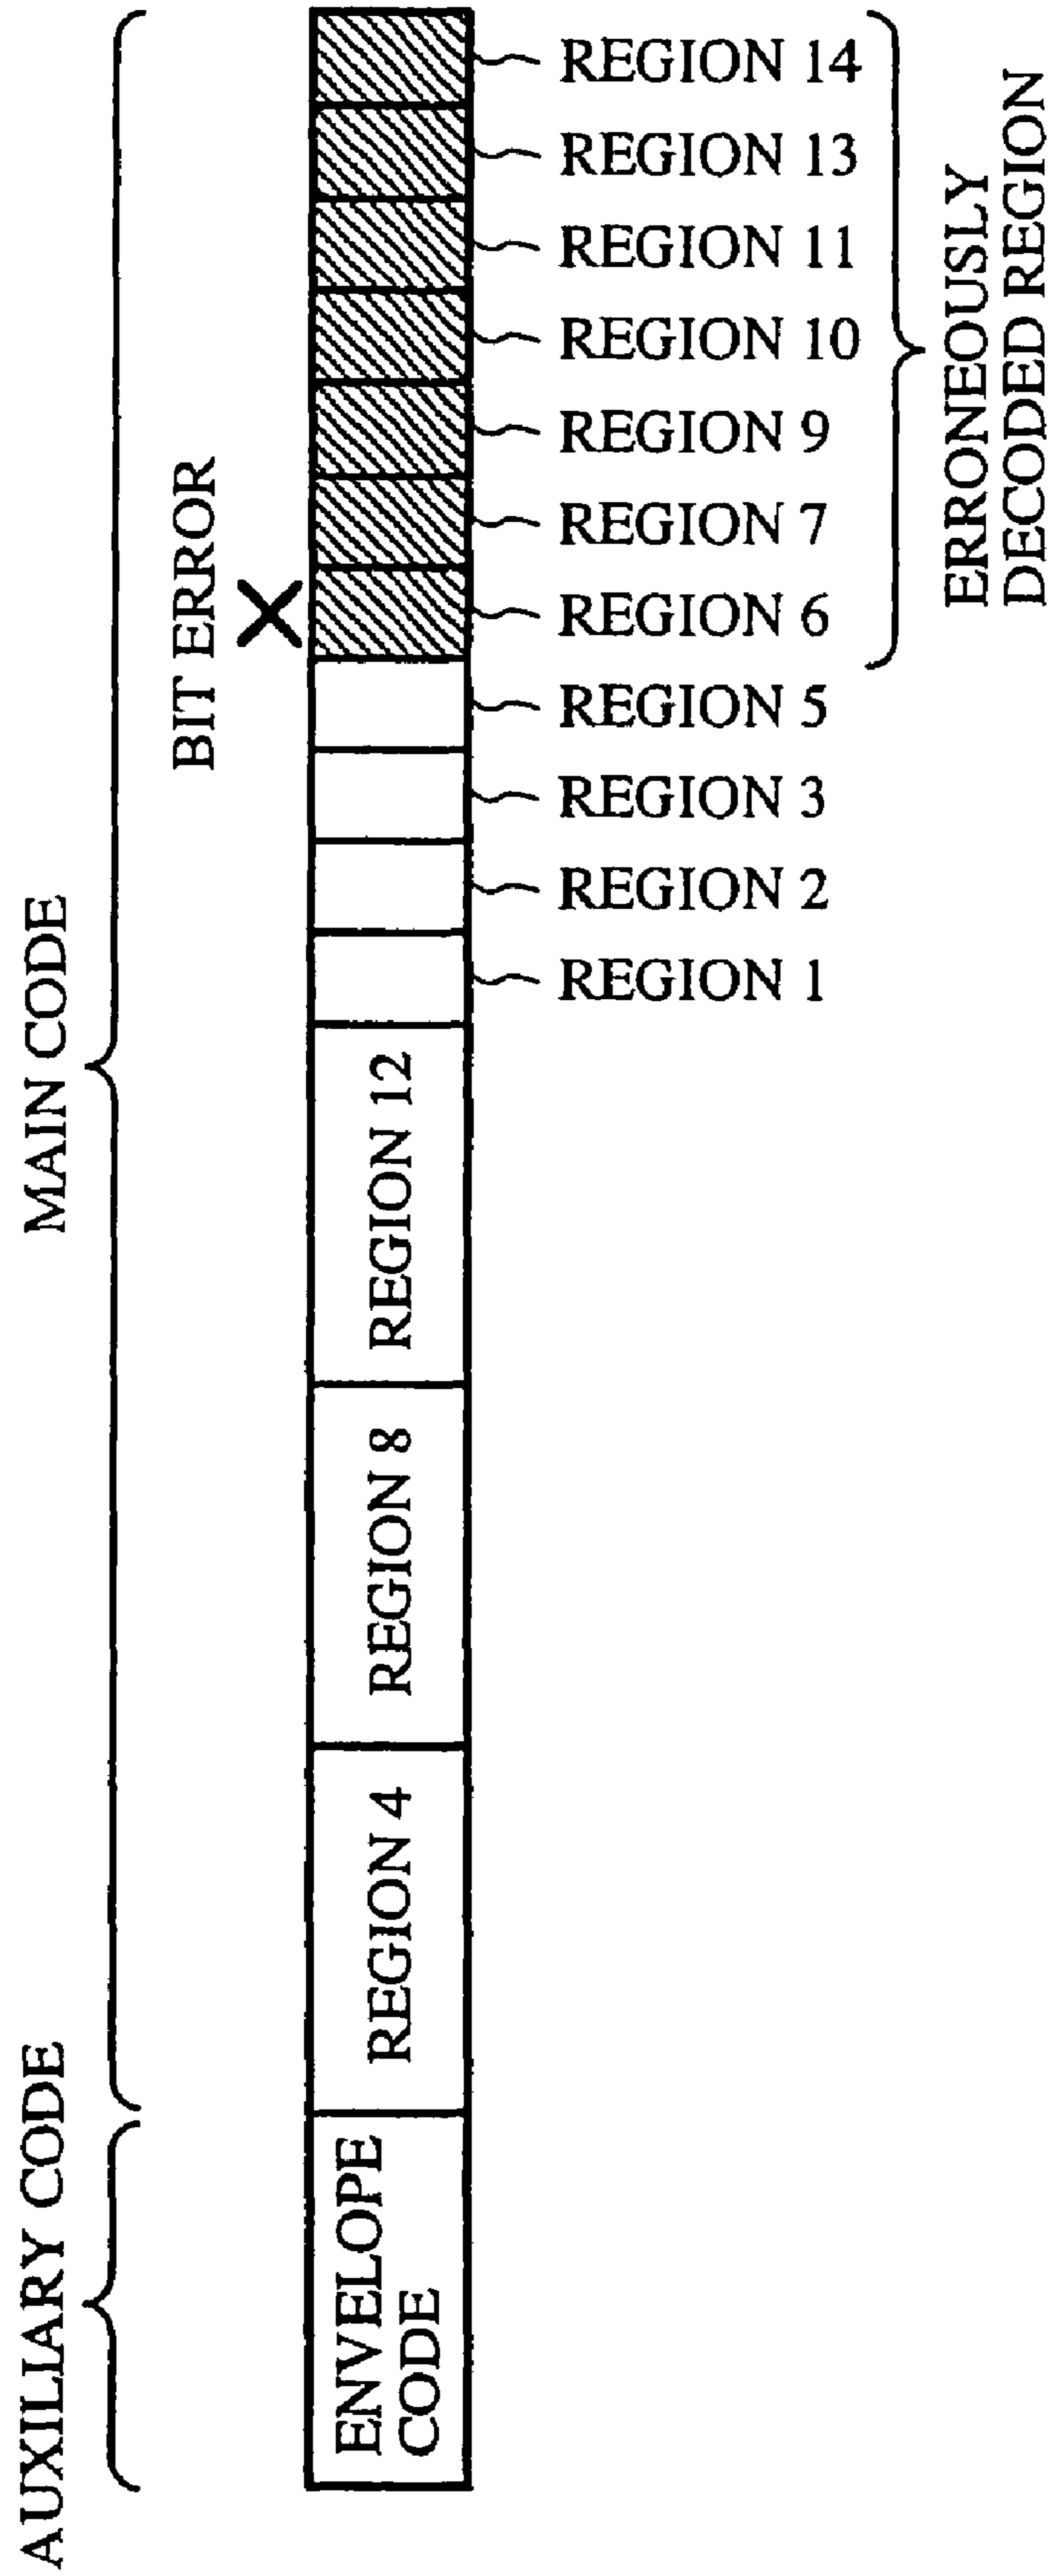 AUXILIARY CODE
MAIN CODE
BIT ERROR
ENVELOPE
CODE
REGION 4
REGION 8
REGION 12
REGION 1
REGION 2
REGION 3
REGION 5
REGION 6
REGION 7
REGION 9
REGION 10
REGION 11
REGION 13
REGION 14
ERRONEOUSLY
DECODED REGION